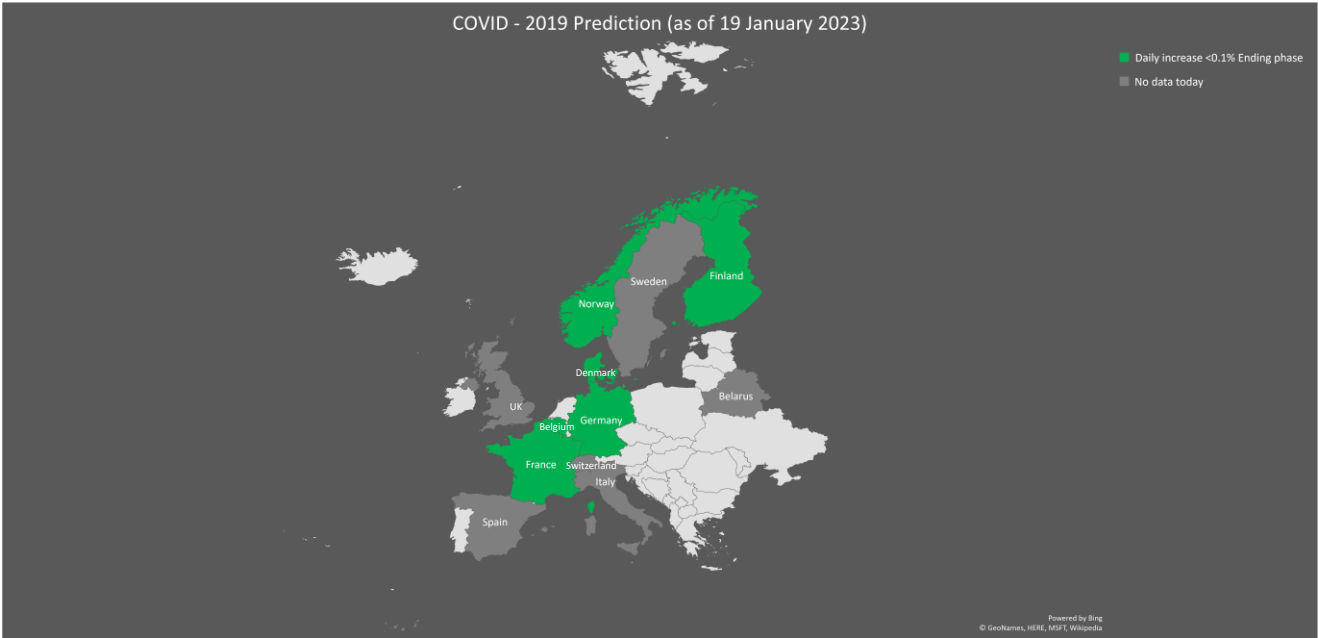 COVID - 2019 Prediction (as of 19 January 2023)
Daily increase <0.1% Ending phase
No data today
Sweden
Finland
Norway
Denmark
Belarus
UK
Germany
Belgium
France
Switzerland
Italy
Spain
Powered by Bing
© GeoNames, HERE, MSFT, Wikipedia